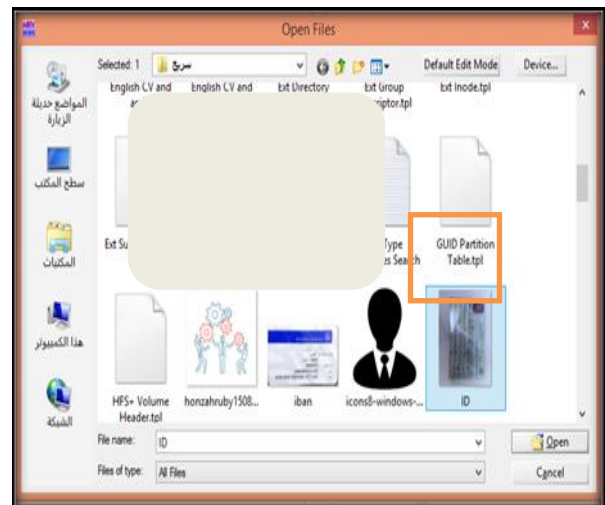 Open Files
Selected: 1
سريع
Default Edit Mode
Device...
المواضع حديثة
الزيارة
سطح المكتب
المكتبات
هذا الكمبيوتر
الشبكة
English CV and
English CV and
Ext Directory
Ext Group
Ext Inode.tpl
riptor.tpl
Ext Su
Type
es Search
GUID Partition
Table.tpl
HFS+ Volume
Header.tpl
honzahruby1508...
iban
icons8-windows-...
ID
File name:
ID
Open
Files of type:
All Files
Cancel